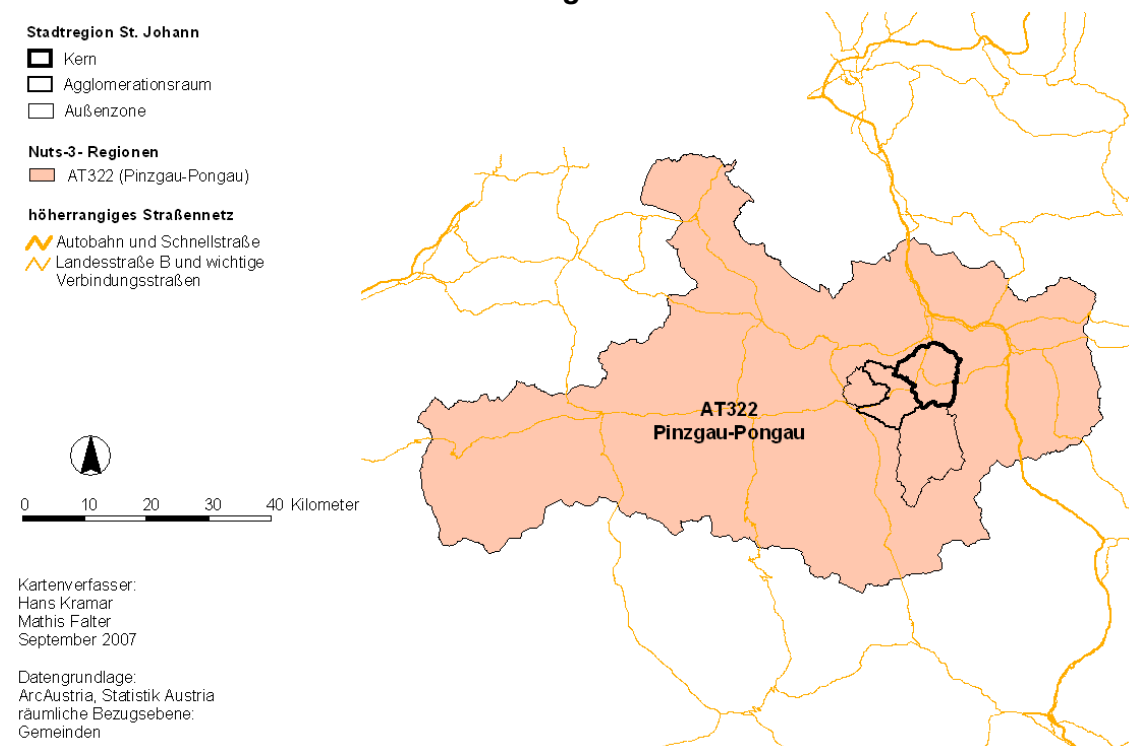 Stadtregion St. Johann
Kern
Agglomerationsraum
Außenzone
Nuts-3- Regionen
AT322 (Pinzgau-Pongau)
höherrangiges Straßennetz
Autobahn und Schnellstraße
Landesstraße B und wichtige
Verbindungsstraßen
AT322
Pinzgau-Pongau
0 10 20 30 40 Kilometer
Kartenverfasser:
Hans Kramar
Mathis Falter
September 2007
Datengrundlage:
ArcAustria, Statistik Austria
räumliche Bezugsebene:
Gemeinden